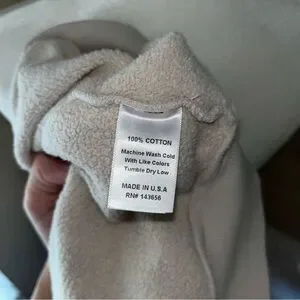 100% COTTON
Machine Wash Cold
With Like Colors
Tumble Dry Low
MADE IN U.S.A
RN# 143656